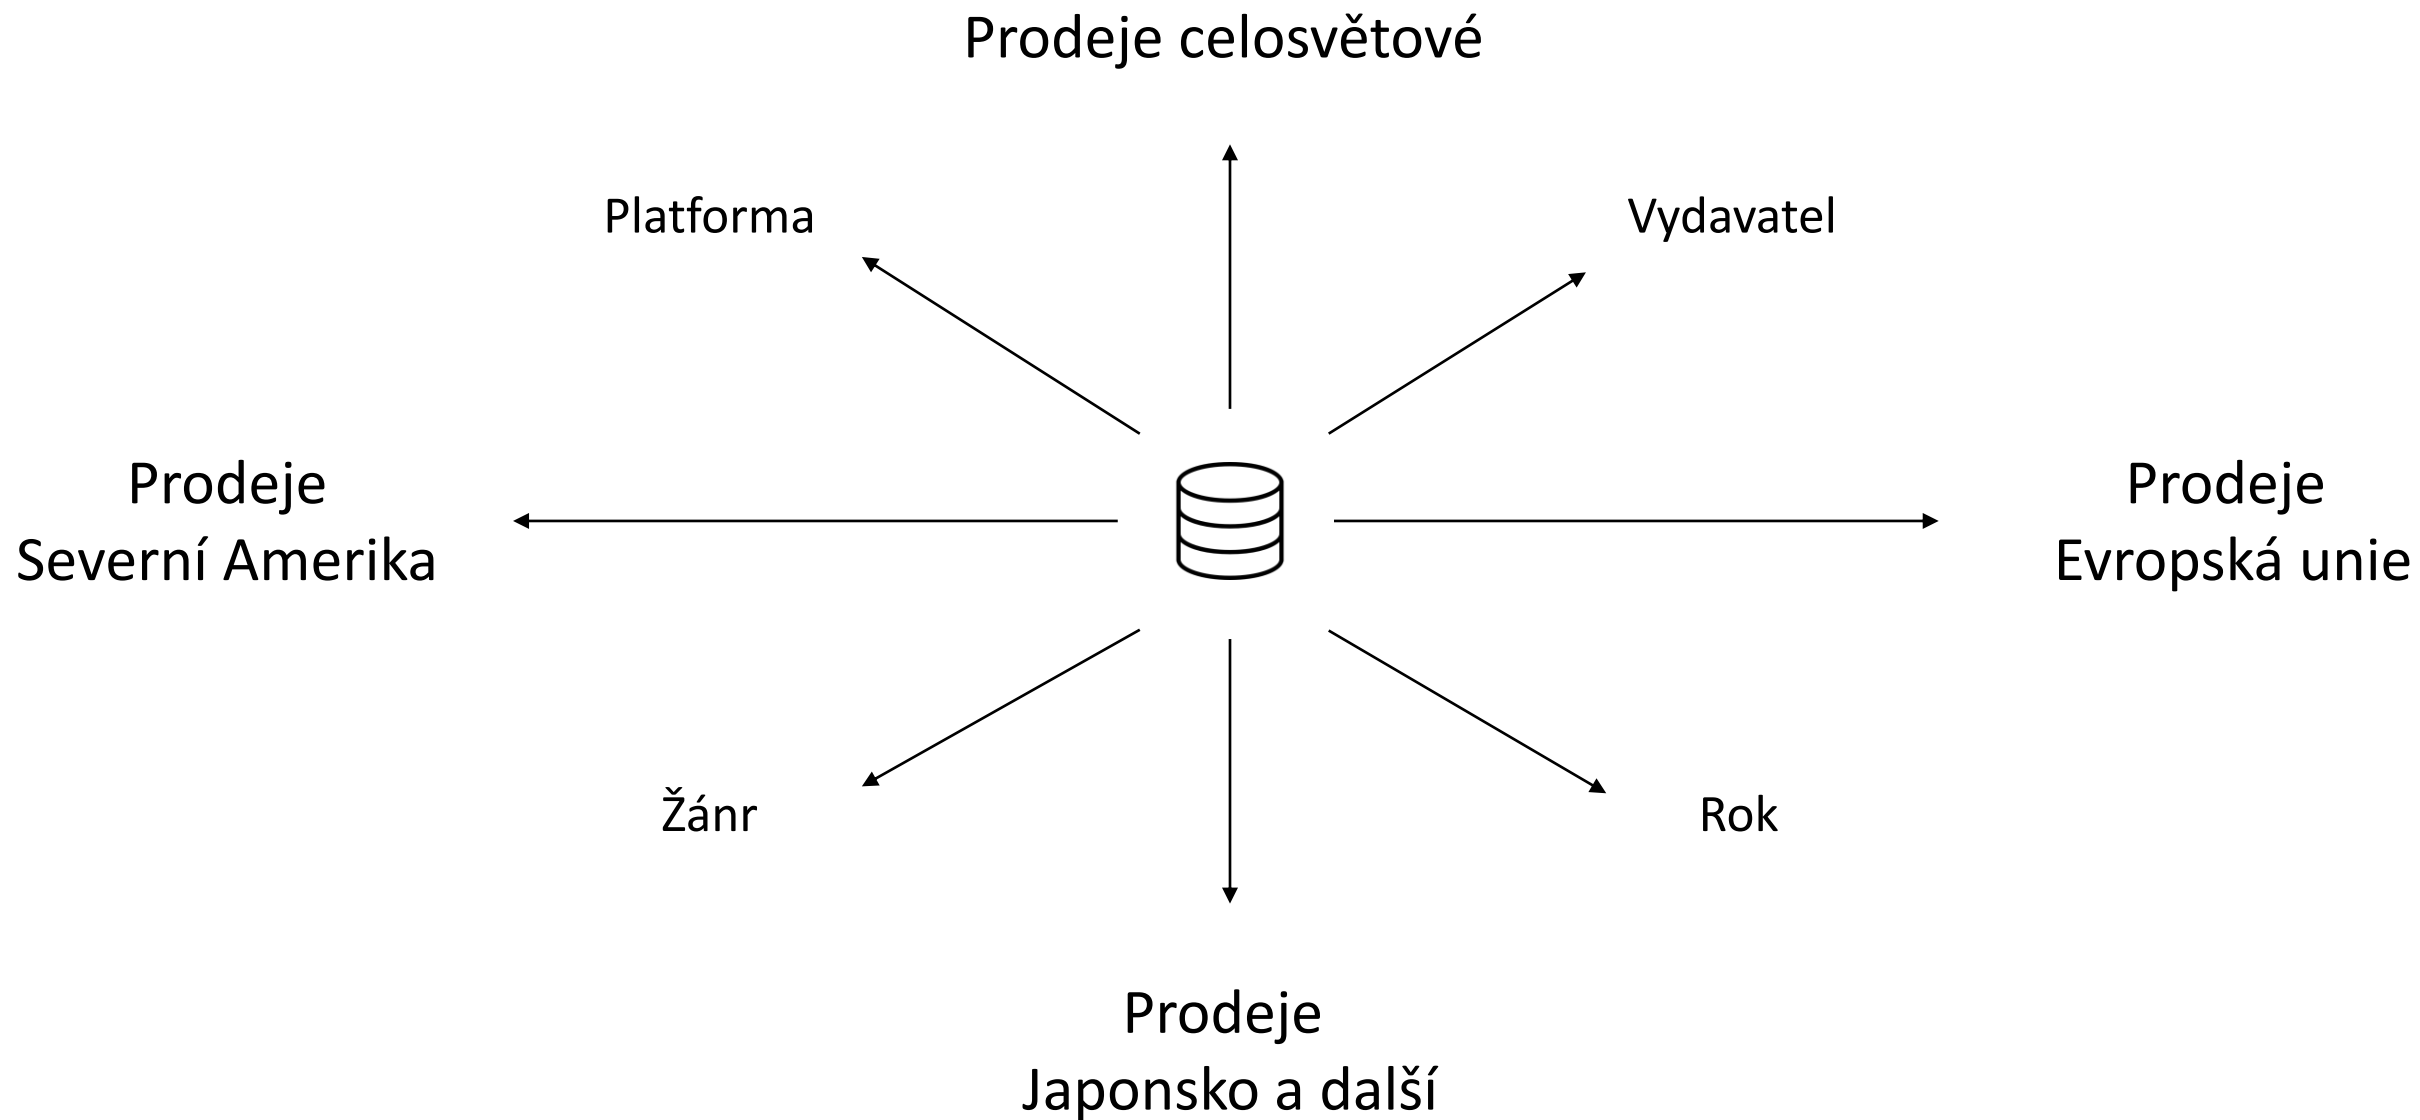 Prodeje celosvětové
Platforma
Vydavatel
Prodeje
Severní Amerika
Prodeje
Evropská unie
Žánr
Rok
Prodeje
Japonsko a další